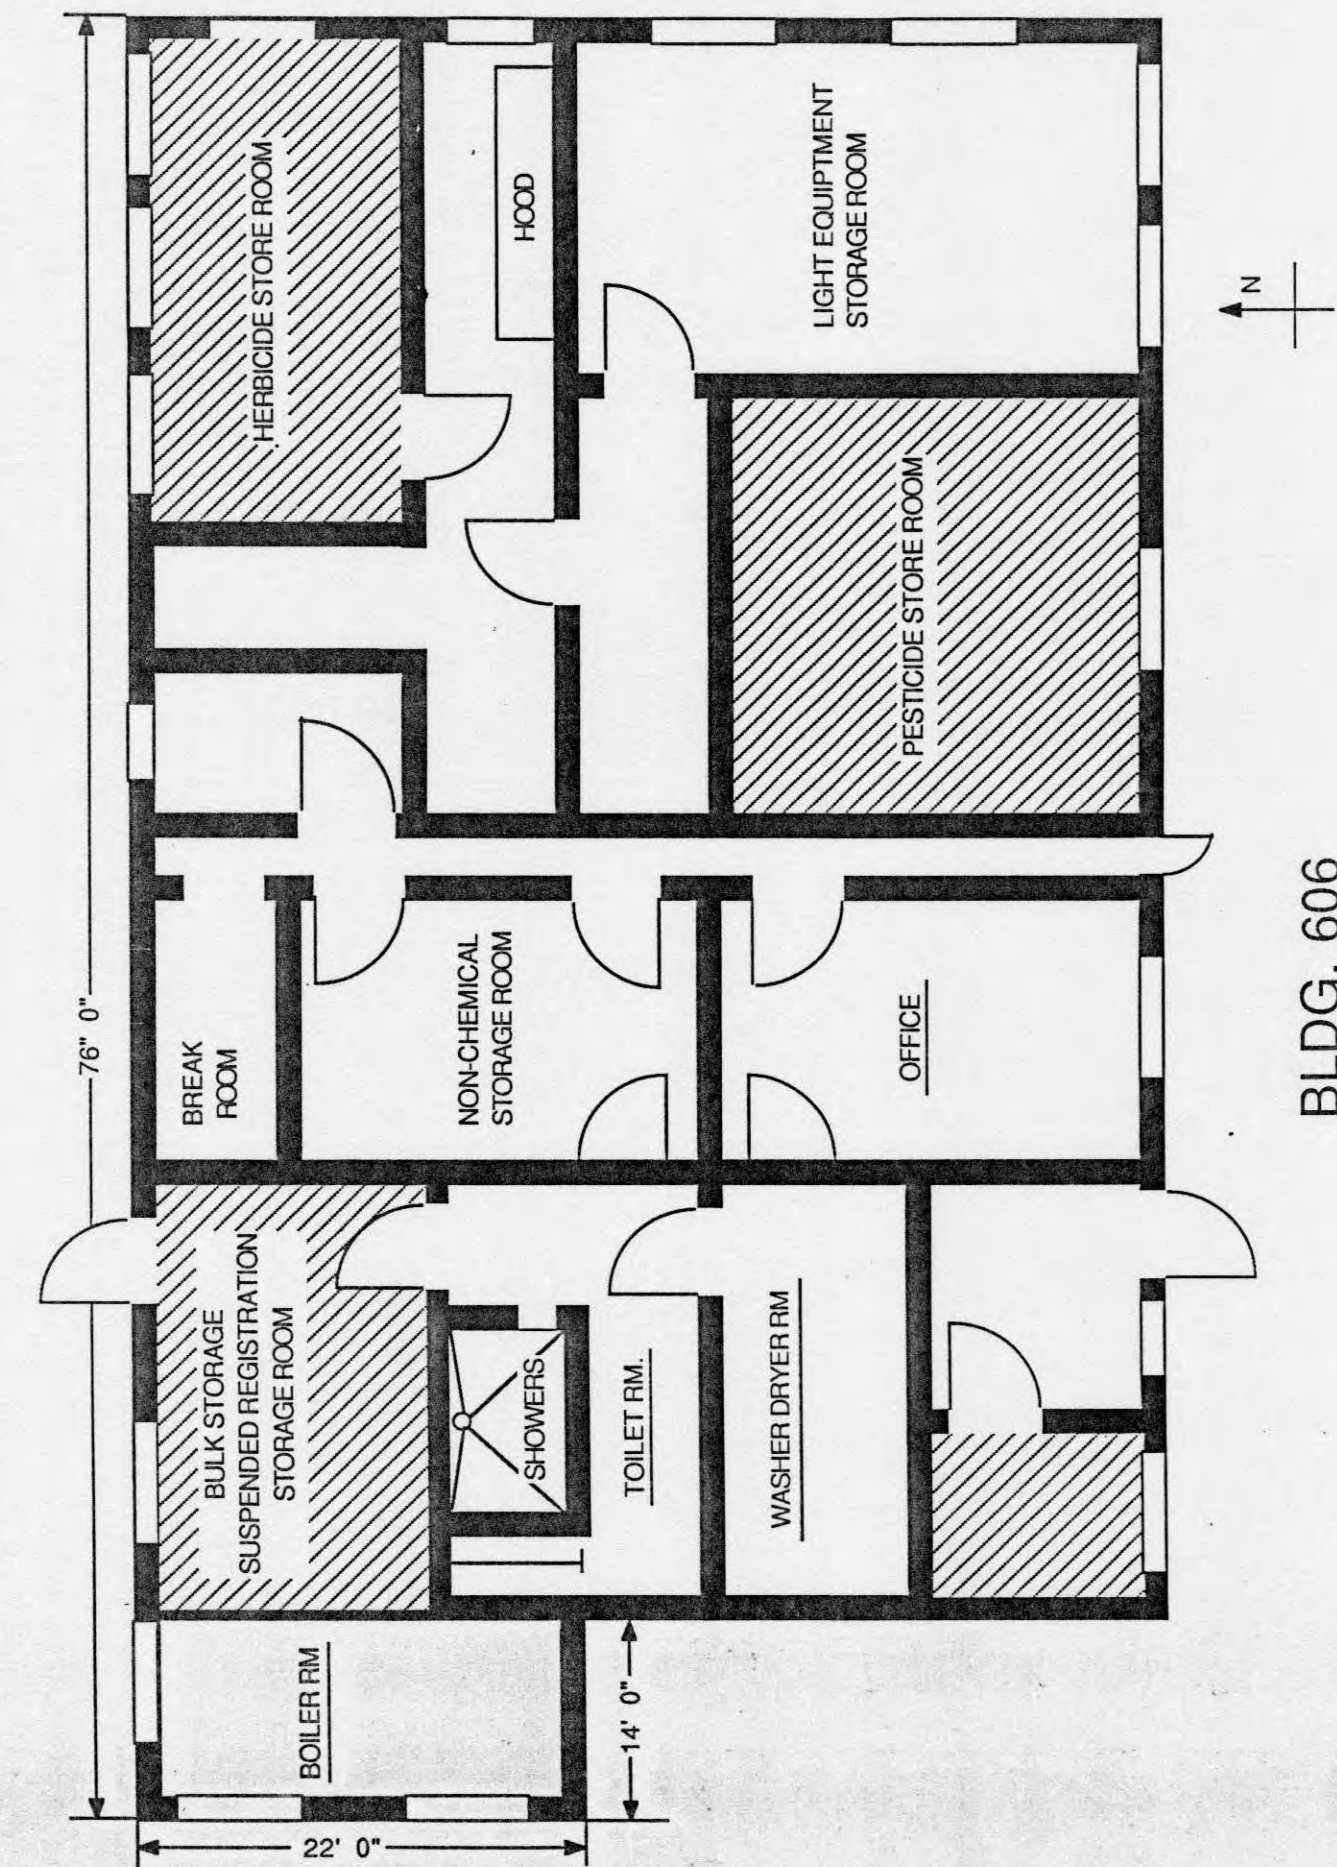 76" 0"
HERBICIDE STORE ROOM
HOOD
LIGHT EQUIPTMENT
STORAGE ROOM
PESTICIDE STORE ROOM
BREAK
ROOM
NON-CHEMICAL
STORAGE ROOM
OFFICE
BULK STORAGE
SUSPENDED REGISTRATION
STORAGE ROOM
SHOWERS
TOILET RM.
WASHER DRYER RM
BOILER RM
14' 0"
22' 0"
N
BLDG. 606